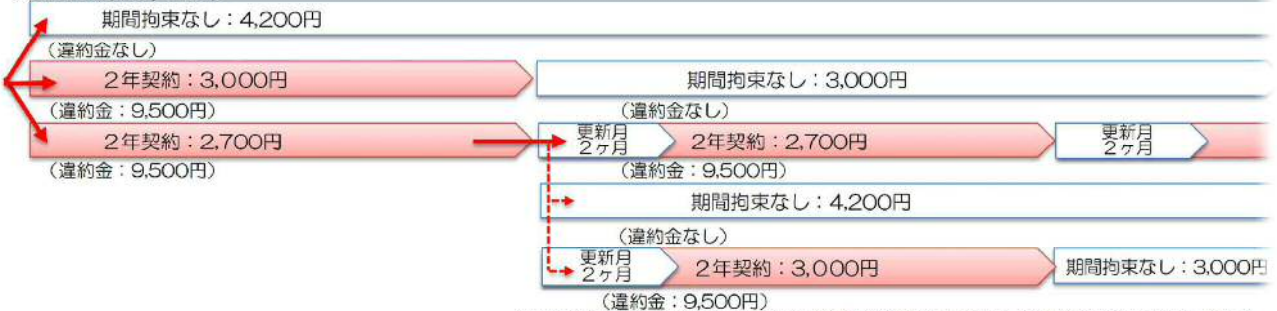 期間拘束なし：4,200円
（違約金なし）
2年契約：3,000円
期間拘束なし：3,000円
（違約金：9,500円）
（違約金なし）
2年契約：2,700円
更新月
2ヶ月
2年契約：2,700円
更新月
2ヶ月
（違約金：9,500円）
（違約金：9,500円）
期間拘束なし：4,200円
（違約金なし）
更新月
2ヶ月
2年契約：3,000円
期間拘束なし：3,000円
（違約金：9,500円）